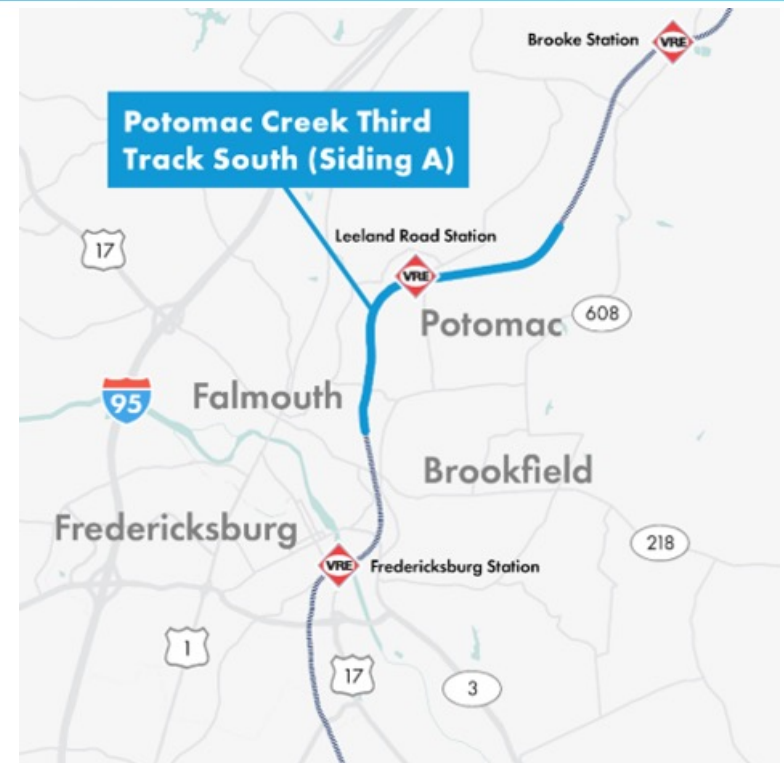 Brooke Station
VRE
Potomac Creek Third
Track South (Siding A)
Leeland Road Station
17
VRE
Potomac
608
95
Falmouth
Brookfield
Fredericksburg
218
VRE
Fredericksburg Station
1
17
3